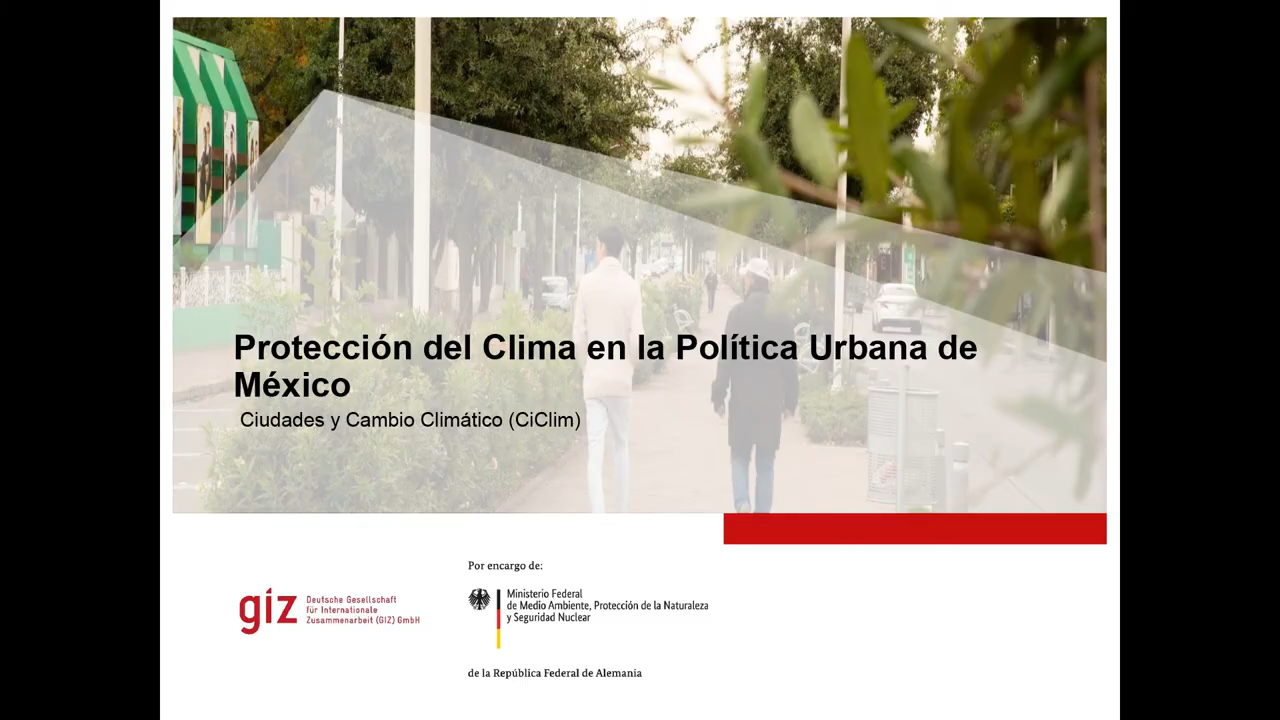 Protección del Clima en la Política Urbana de
México
Ciudades y Cambio Climático (CiClim)
Por encargo de:
giz
Deutsche Gesellschaft
für Internationale
Zusammenarbeit (GIZ) GmbH
Ministerio Federal
de Medio Ambiente, Protección de la Naturaleza
y Seguridad Nuclear
de la República Federal de Alemania